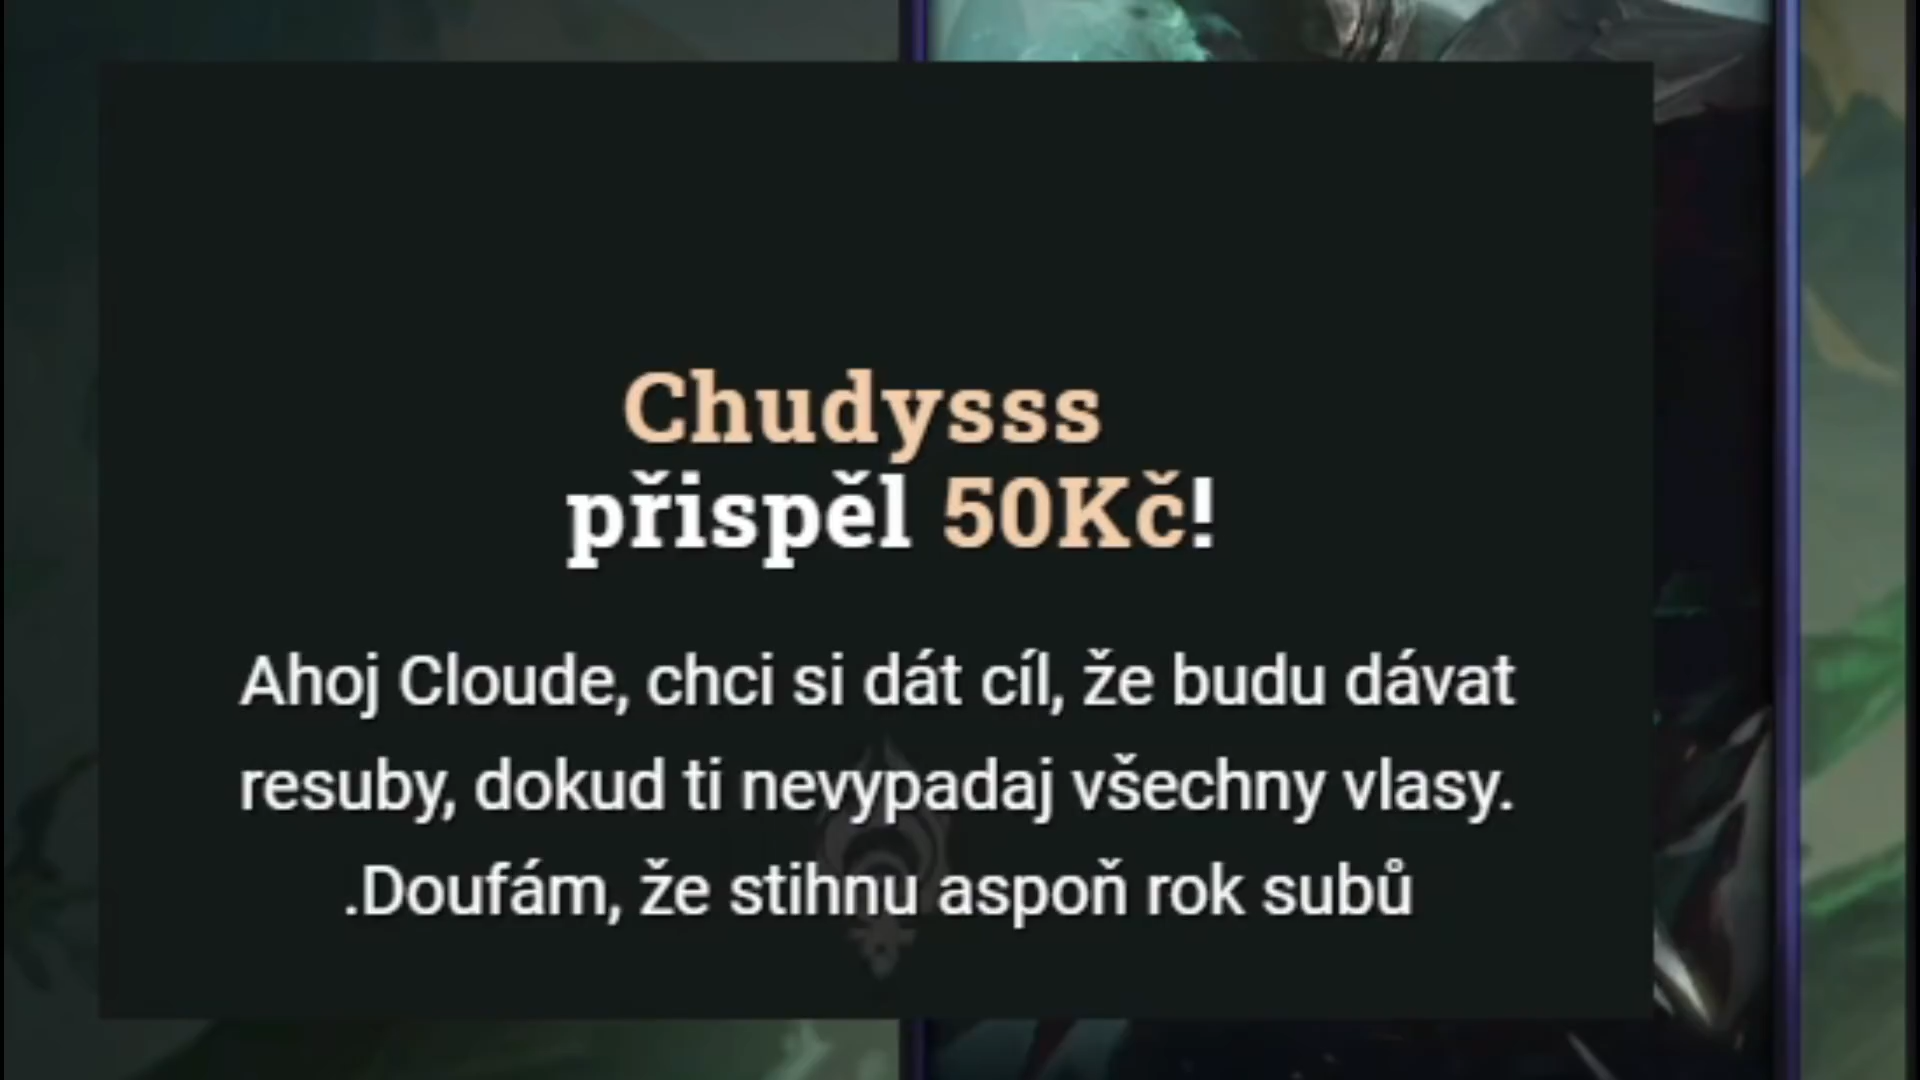 Chudysss
přispěl 50Kč!
Ahoj Cloude, chci si dát cíl, že budu dávat
resuby, dokud ti nevypadaj všechny vlasy.
.Doufám, že stihnu aspoň rok subů